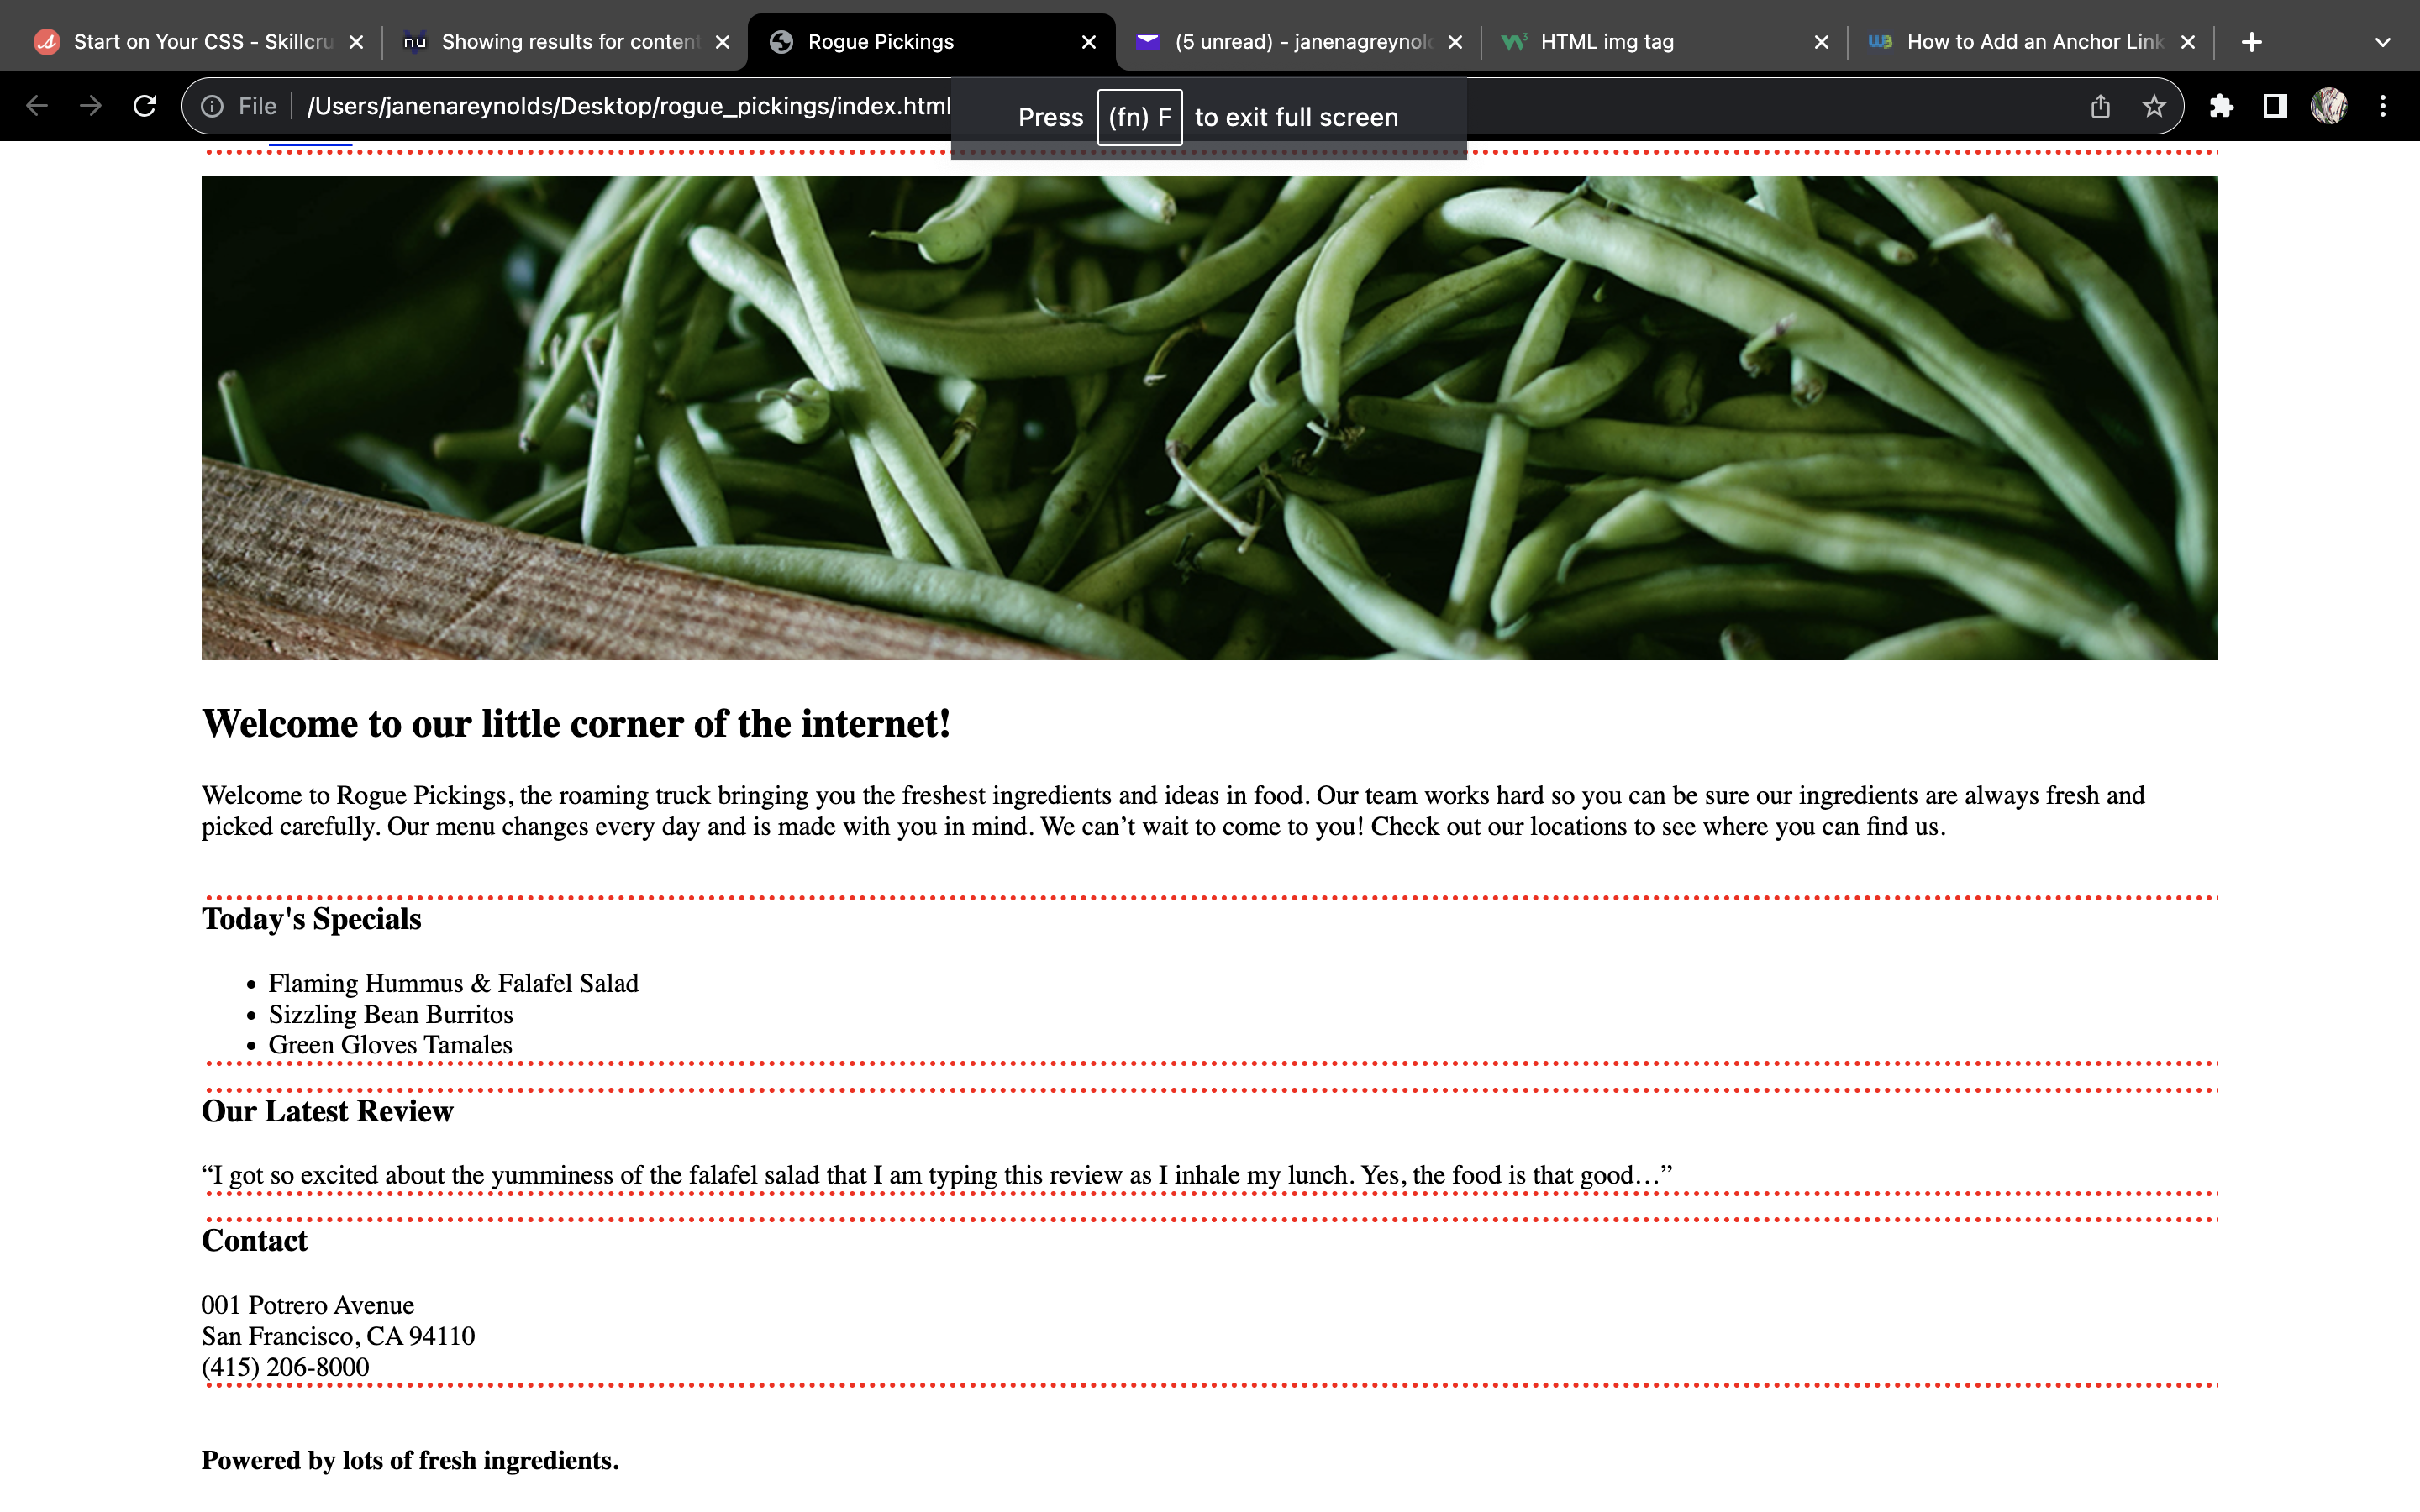 Start on Your CSS - Skillcru
Showing results for content
Rogue Pickings
(5 unread) - janenagreynol
HTML img tag
How to Add an Anchor Link
File
/Users/janenareynolds/Desktop/rogue_pickings/index.html
Press (fn) F to exit full screen
Welcome to our little corner of the internet!
Welcome to Rogue Pickings, the roaming truck bringing you the freshest ingredients and ideas in food. Our team works hard so you can be sure our ingredients are always fresh and
picked carefully. Our menu changes every day and is made with you in mind. We can’t wait to come to you! Check out our locations to see where you can find us.
Today's Specials
• Flaming Hummus & Falafel Salad
• Sizzling Bean Burritos
• Green Gloves Tamales
Our Latest Review
“I got so excited about the yumminess of the falafel salad that I am typing this review as I inhale my lunch. Yes, the food is that good…”
Contact
001 Potrero Avenue
San Francisco, CA 94110
(415) 206-8000
Powered by lots of fresh ingredients.